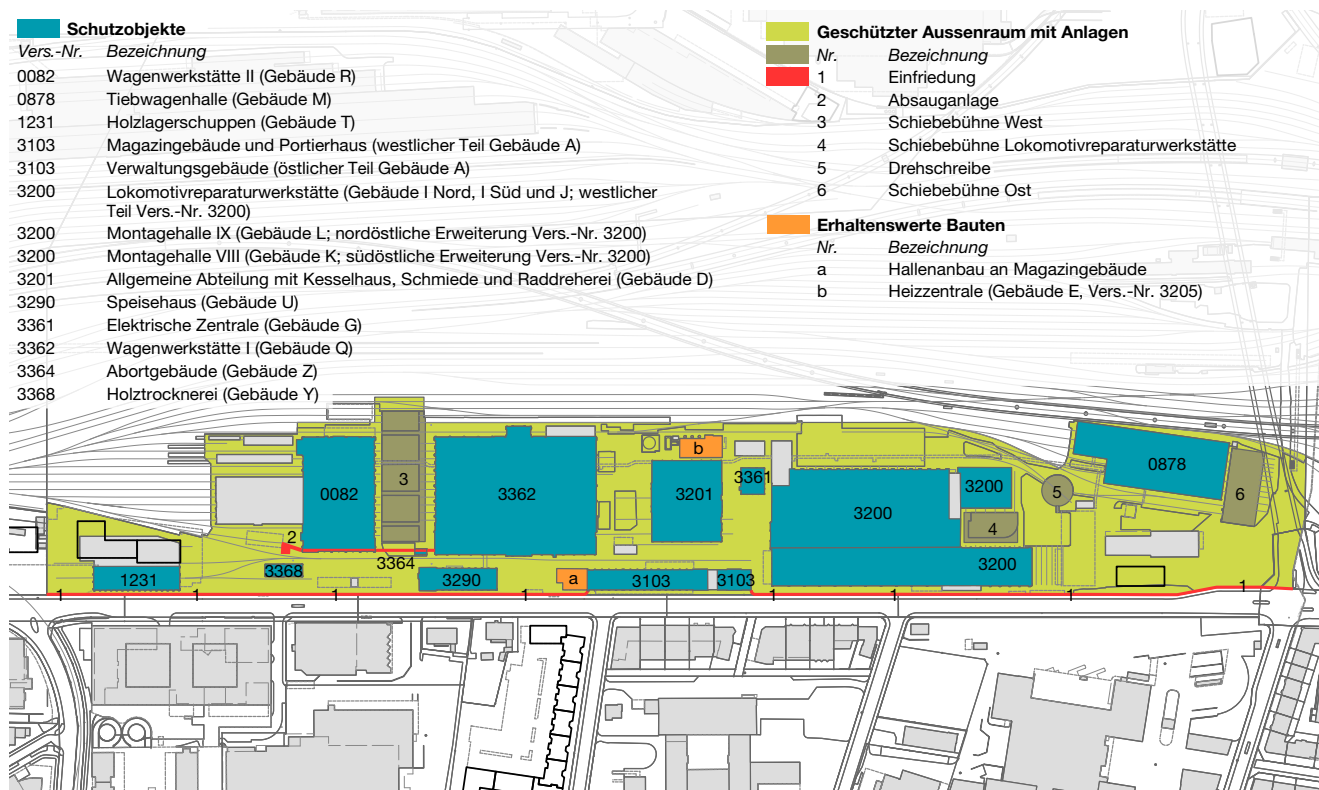 Schutzobjekte
Vers.-Nr. Bezeichnung
0082 Wagenwerkstätte II (Gebäude R)
0878 Tiebwagenhalle (Gebäude M)
1231 Holzlagerschuppen (Gebäude T)
3103 Magazingebäude und Portierhaus (westlicher Teil Gebäude A)
3103 Verwaltungsgebäude (östlicher Teil Gebäude A)
3200 Lokomotivreparaturwerkstätte (Gebäude I Nord, I Süd und J; westlicher
Teil Vers.-Nr. 3200)
3200 Montagehalle IX (Gebäude L; nordöstliche Erweiterung Vers.-Nr. 3200)
3200 Montagehalle VIII (Gebäude K; südöstliche Erweiterung Vers.-Nr. 3200)
3201 Allgemeine Abteilung mit Kesselhaus, Schmiede und Raddreherei (Gebäude D)
3290 Speisehaus (Gebäude U)
3361 Elektrische Zentrale (Gebäude G)
3362 Wagenwerkstätte I (Gebäude Q)
3364 Abortgebäude (Gebäude Z)
3368 Holztrocknerei (Gebäude Y)
Geschützter Aussenraum mit Anlagen
Nr. Bezeichnung
1 Einfriedung
2 Absauganlage
3 Schiebebühne West
4 Schiebebühne Lokomotivreparaturwerkstätte
5 Drehschreibe
6 Schiebebühne Ost
Erhaltenswerte Bauten
Nr. Bezeichnung
a Hallenanbau an Magazingebäude
b Heizzentrale (Gebäude E, Vers.-Nr. 3205)
b
0878
3
3361
3200
0082
3362
3201
5
6
3200
4
2
3364
3200
3368
1231
3290
a
3103
3103
1
1
1
1
1
1
1
1